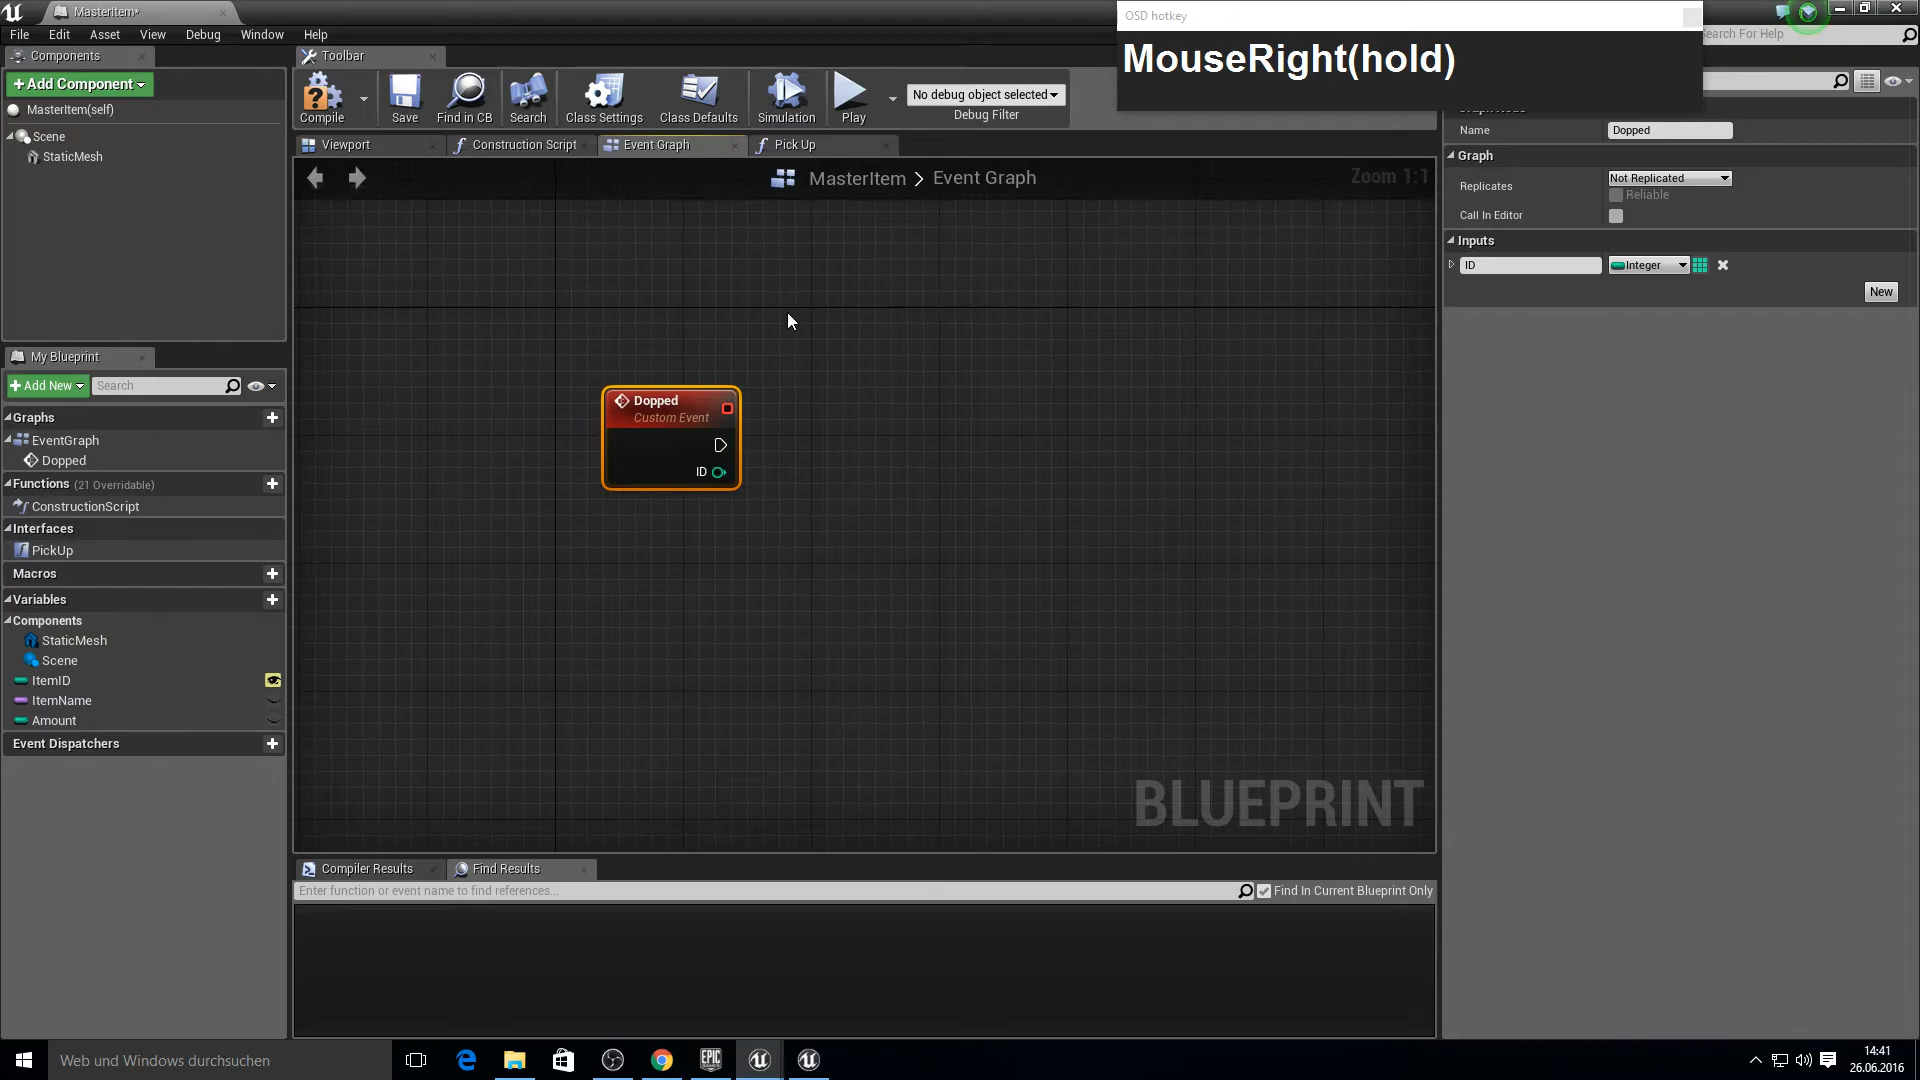 MasterItem*
OSD hotkey
MouseRight(hold)
File Edit Asset View Debug Window Help
Search For Help
Components
Toolbar
+ Add Component
MasterItem(self)
Scene
StaticMesh
Compile
Save
Find in CB
Search
Class Settings
Class Defaults
Simulation
Play
No debug object selected
Debug Filter
Viewport
Construction Script
Event Graph
Pick Up
MasterItem > Event Graph
Zoom 1:1
Dopped
Custom Event
ID
BLUEPRINT
Name
Dopped
Graph
Replicates
Not Replicated
Reliable
Call In Editor
Inputs
ID
Integer
New
My Blueprint
+ Add New
Search
Graphs
EventGraph
Dopped
Functions (21 Overridable)
ConstructionScript
Interfaces
PickUp
Macros
Variables
Components
StaticMesh
Scene
ItemID
ItemName
Amount
Event Dispatchers
Compiler Results
Find Results
Enter function or event name to find references...
Find In Current Blueprint Only
Web und Windows durchsuchen
EPIC
14:41
26.06.2016